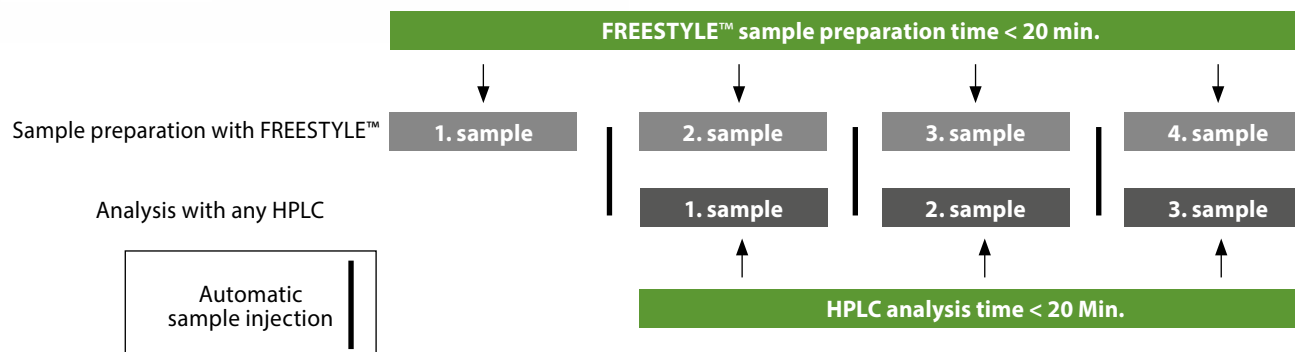 FREESTYLE™ sample preparation time < 20 min.
Sample preparation with FREESTYLE™
1. sample
2. sample
3. sample
4. sample
Analysis with any HPLC
1. sample
2. sample
3. sample
Automatic
sample injection
HPLC analysis time < 20 Min.